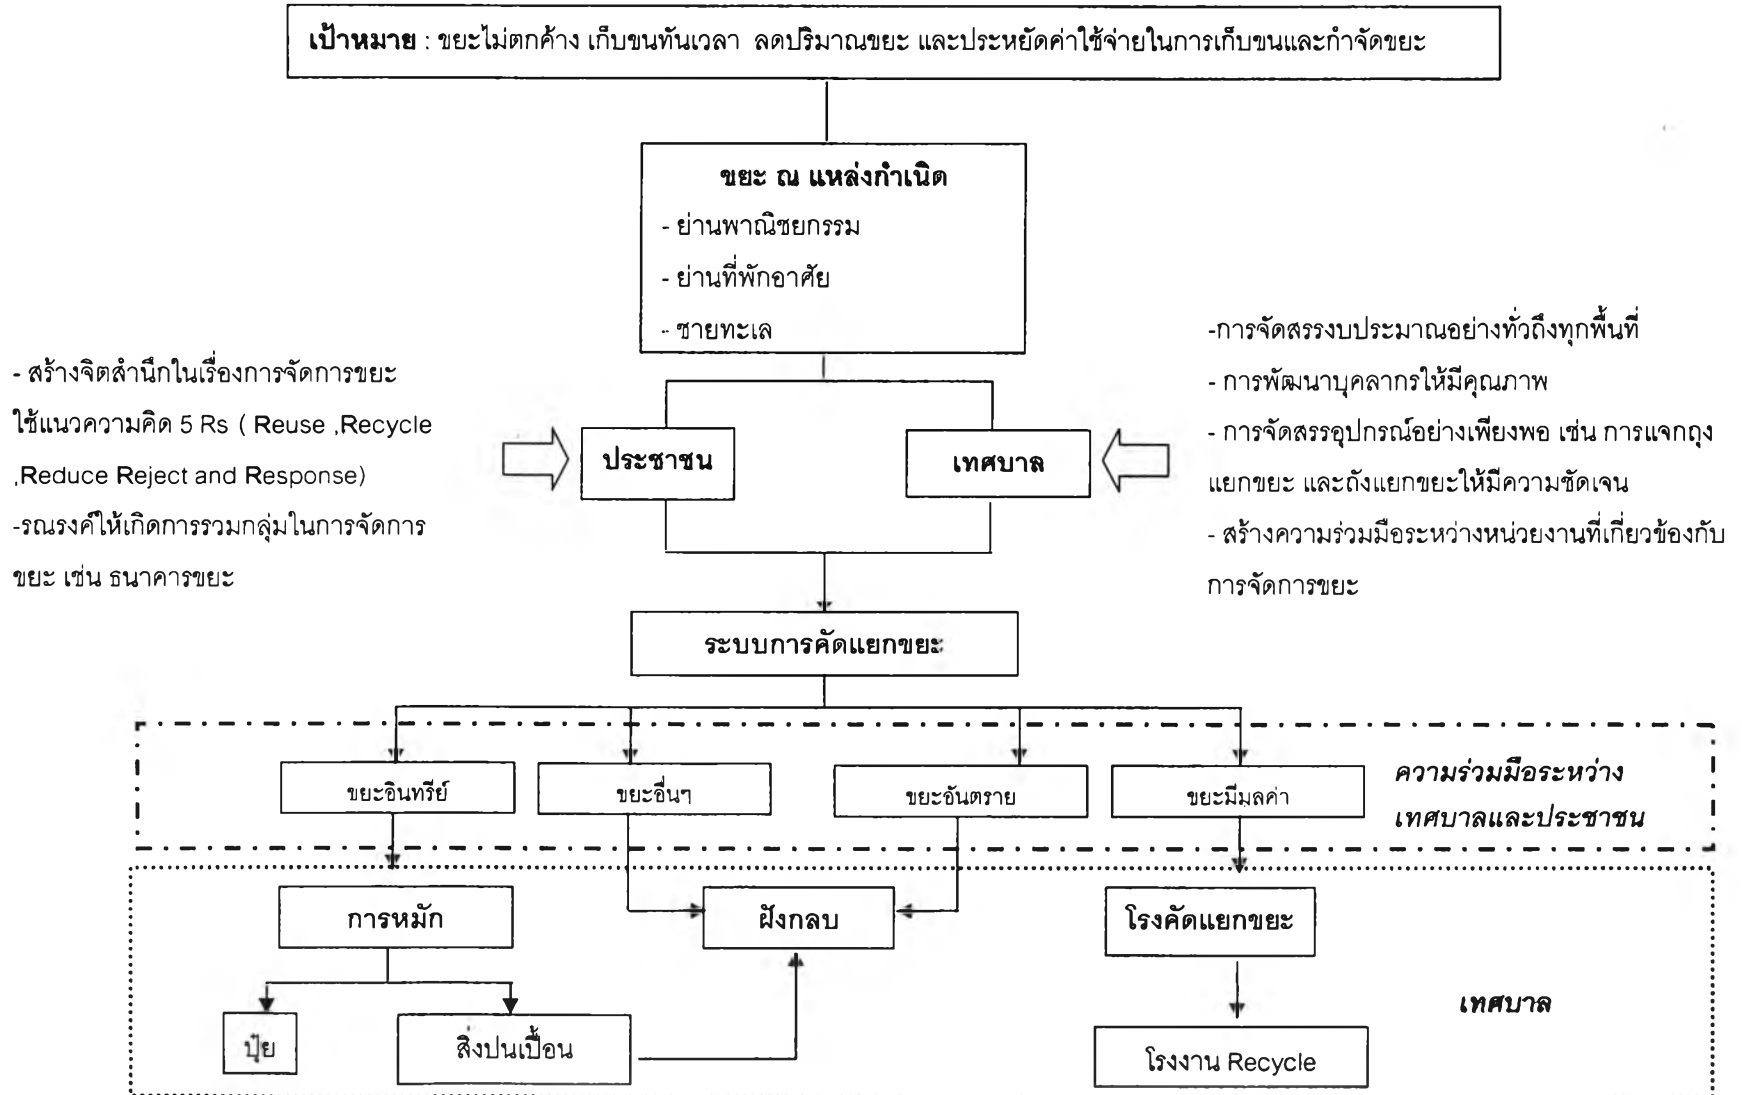 เป้าหมาย : ขยะไม่ตกค้าง เก็บขนทันเวลา ลดปริมาณขยะ และประหยัดค่าใช้จ่ายในการเก็บขนและกำจัดขยะ
ขยะ ณ แหล่งกำเนิด
- ย่านพาณิชยกรรม
- ย่านที่พักอาศัย
- ชายทะเล
- สร้างจิตสำนึกในเรื่องการจัดการขยะ
ใช้แนวความคิด 5 Rs ( Reuse ,Recycle
,Reduce Reject and Response)
-รณรงค์ให้เกิดการรวมกลุ่มในการจัดการ
ขยะ เช่น ธนาคารขยะ
ประชาชน
เทศบาล
-การจัดสรรงบประมาณอย่างทั่วถึงทุกพื้นที่
- การพัฒนาบุคลากรให้มีคุณภาพ
- การจัดสรรอุปกรณ์อย่างเพียงพอ เช่น การแจกถุง
แยกขยะ และถังแยกขยะให้มีความชัดเจน
- สร้างความร่วมมือระหว่างหน่วยงานที่เกี่ยวข้องกับ
การจัดการขยะ
ระบบการคัดแยกขยะ
ขยะอินทรีย์
ขยะอื่นๆ
ขยะอันตราย
ขยะมีมูลค่า
ความร่วมมือระหว่าง
เทศบาลและประชาชน
การหมัก
ฝังกลบ
โรงคัดแยกขยะ
ปุ๋ย
สิ่งปนเปื้อน
โรงงาน Recycle
เทศบาล